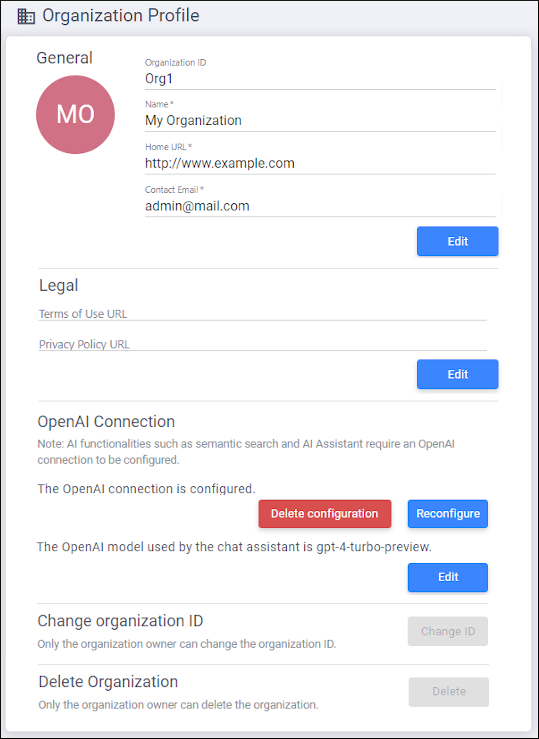 Organization Profile
General
MO
Organization ID
Org1
Name *
My Organization
Home URL *
http://www.example.com
Contact Email *
admin@mail.com
Edit
Legal
Terms of Use URL
Privacy Policy URL
Edit
OpenAI Connection
Note: AI functionalities such as semantic search and AI Assistant require an OpenAI
connection to be configured.
The OpenAI connection is configured.
Delete configuration
Reconfigure
The OpenAI model used by the chat assistant is gpt-4-turbo-preview.
Edit
Change organization ID
Only the organization owner can change the organization ID.
Change ID
Delete Organization
Only the organization owner can delete the organization.
Delete